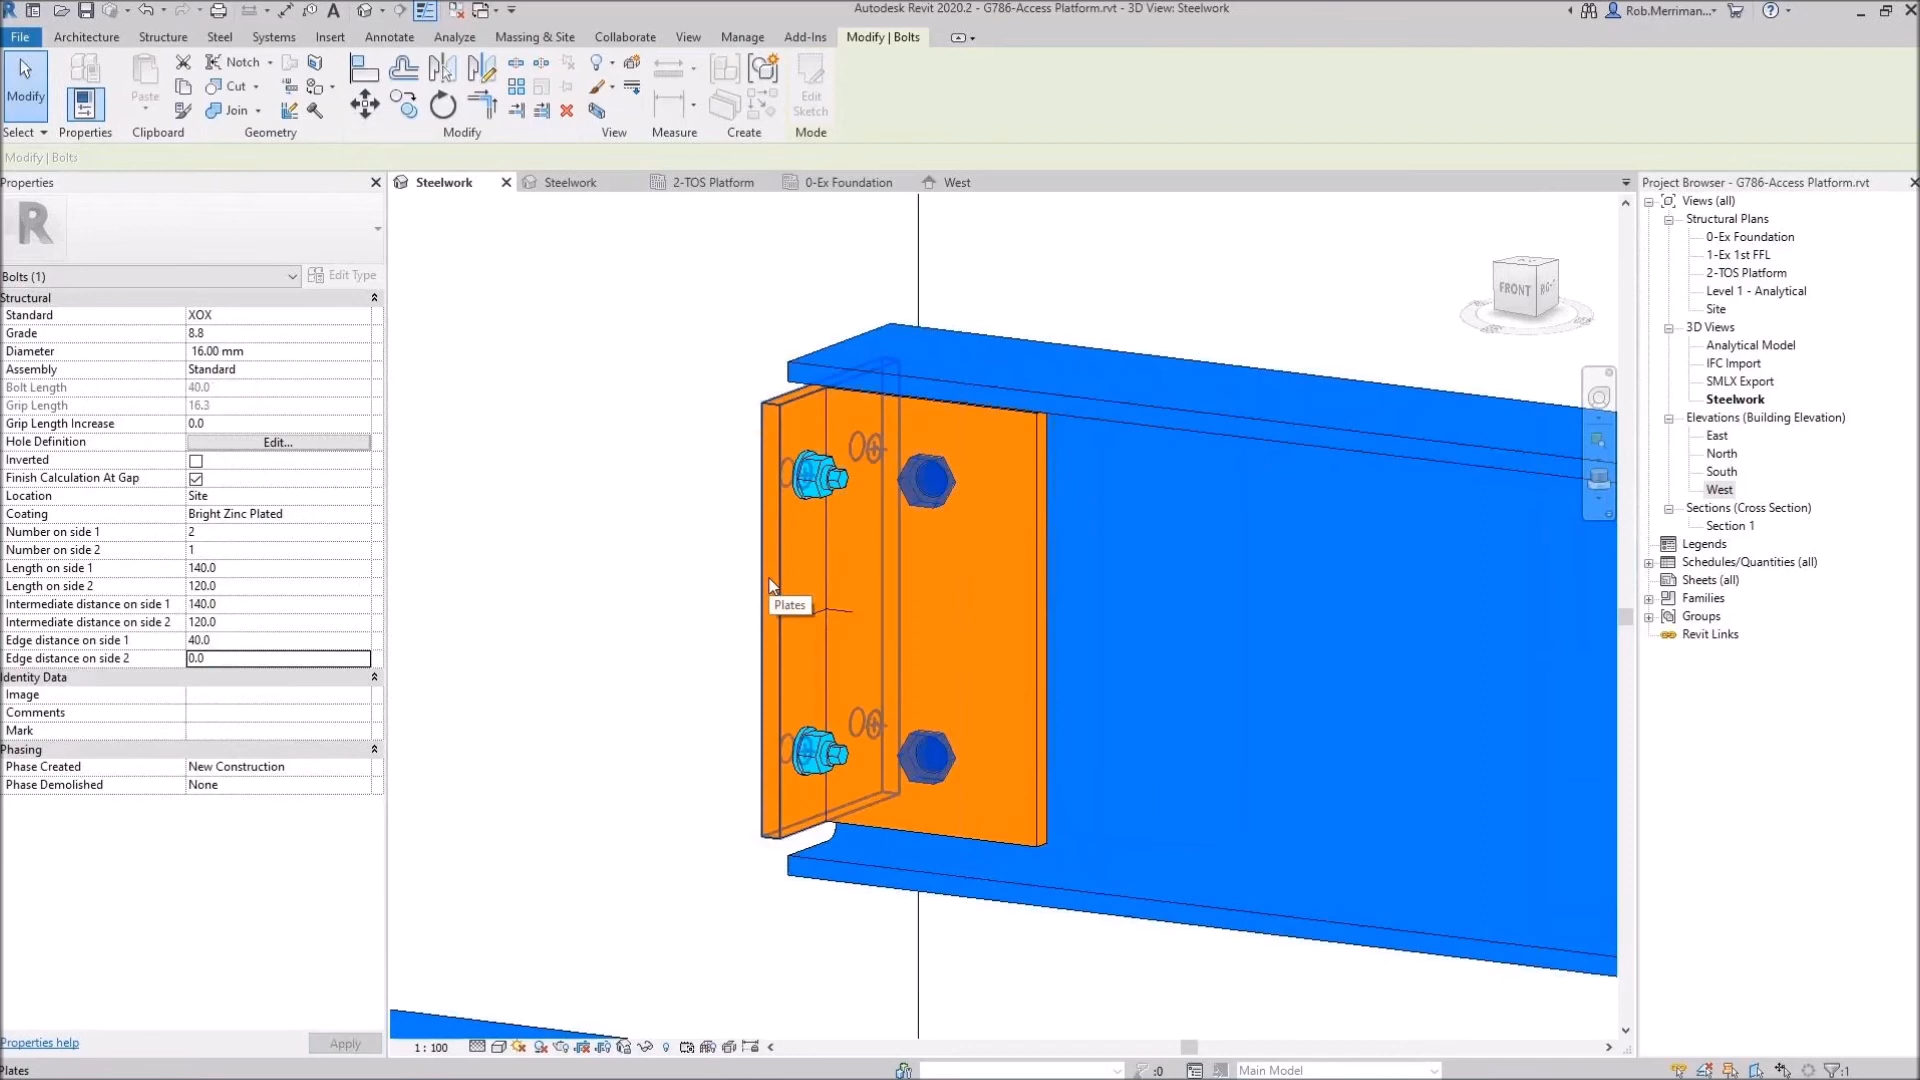 Autodesk Revit 2020.2 - G786-Access Platform.rvt - 3D View: Steelwork
Rob.Merriman...
File Architecture Structure Steel Systems Insert Annotate Analyze Massing & Site Collaborate View Manage Add-Ins Modify | Bolts
Modify
Paste
Notch
Cut
Join
Edit
Sketch
Select Properties Clipboard Geometry Modify View Measure Create Mode
Modify | Bolts
Properties
Steelwork
Steelwork
2-TOS Platform
0-Ex Foundation
West
Project Browser - G786-Access Platform.rvt
R
Bolts (1)
Edit Type
Structural
Standard XOX
Grade 8.8
Diameter 16.00 mm
Assembly Standard
Bolt Length 40.0
Grip Length 16.3
Grip Length Increase 0.0
Hole Definition Edit...
Inverted
Finish Calculation At Gap
Location Site
Coating Bright Zinc Plated
Number on side 1 2
Number on side 2 1
Length on side 1 140.0
Length on side 2 120.0
Intermediate distance on side 1 140.0
Intermediate distance on side 2 120.0
Edge distance on side 1 40.0
Edge distance on side 2 0.0
Identity Data
Image
Comments
Mark
Phasing
Phase Created New Construction
Phase Demolished None
Properties help
Apply
FRONT
Plates
Views (all)
Structural Plans
0-Ex Foundation
1-Ex 1st FFL
2-TOS Platform
Level 1 - Analytical
Site
3D Views
Analytical Model
IFC Import
SMLX Export
Steelwork
Elevations (Building Elevation)
East
North
South
West
Sections (Cross Section)
Section 1
Legends
Schedules/Quantities (all)
Sheets (all)
Families
Groups
Revit Links
1 : 100
Plates
:0
Main Model
:1